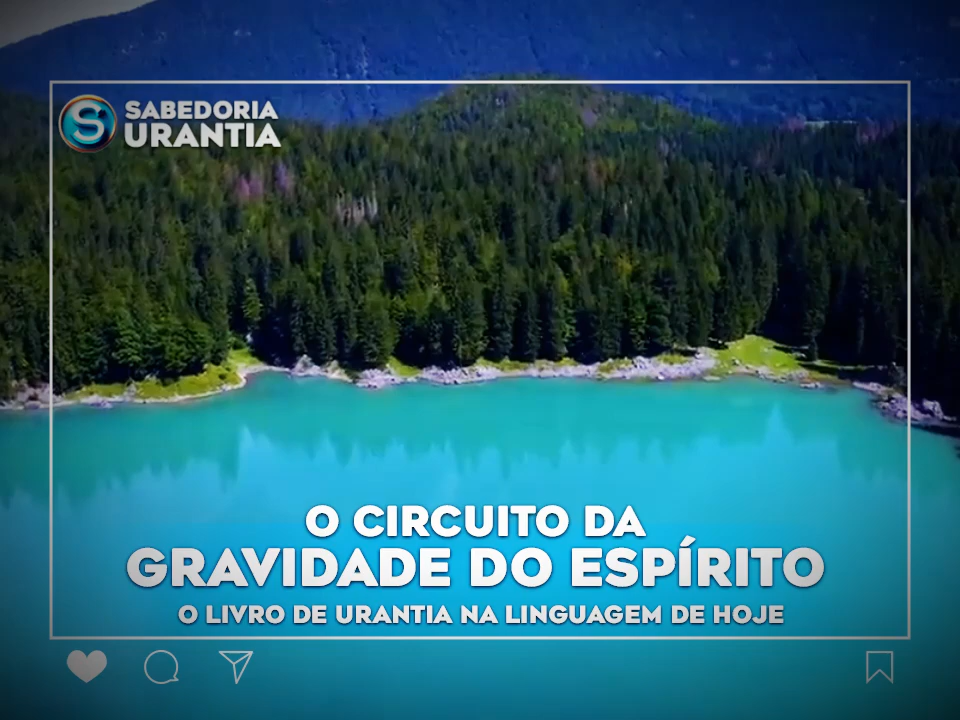 S
SABEDORIA
URANTIA
O CIRCUITO DA
GRAVIDADE DO ESPÍRITO
O LIVRO DE URANTIA NA LINGUAGEM DE HOJE